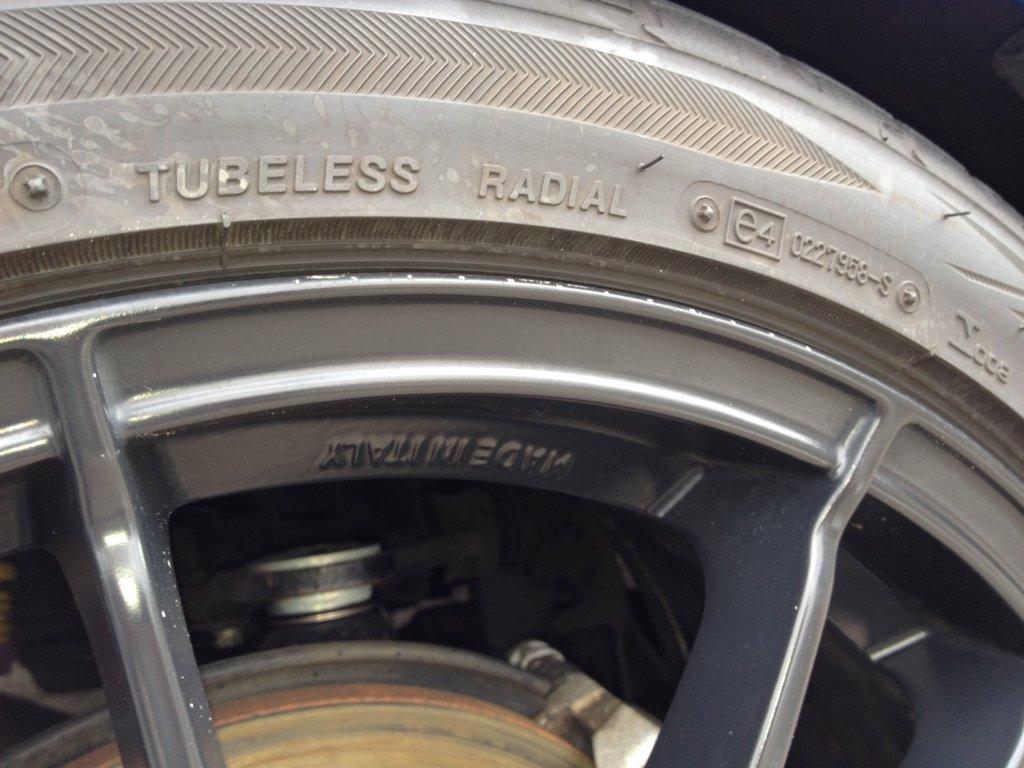 TUBELESS RADIAL
e4 0227958-S
MADE IN ITALY